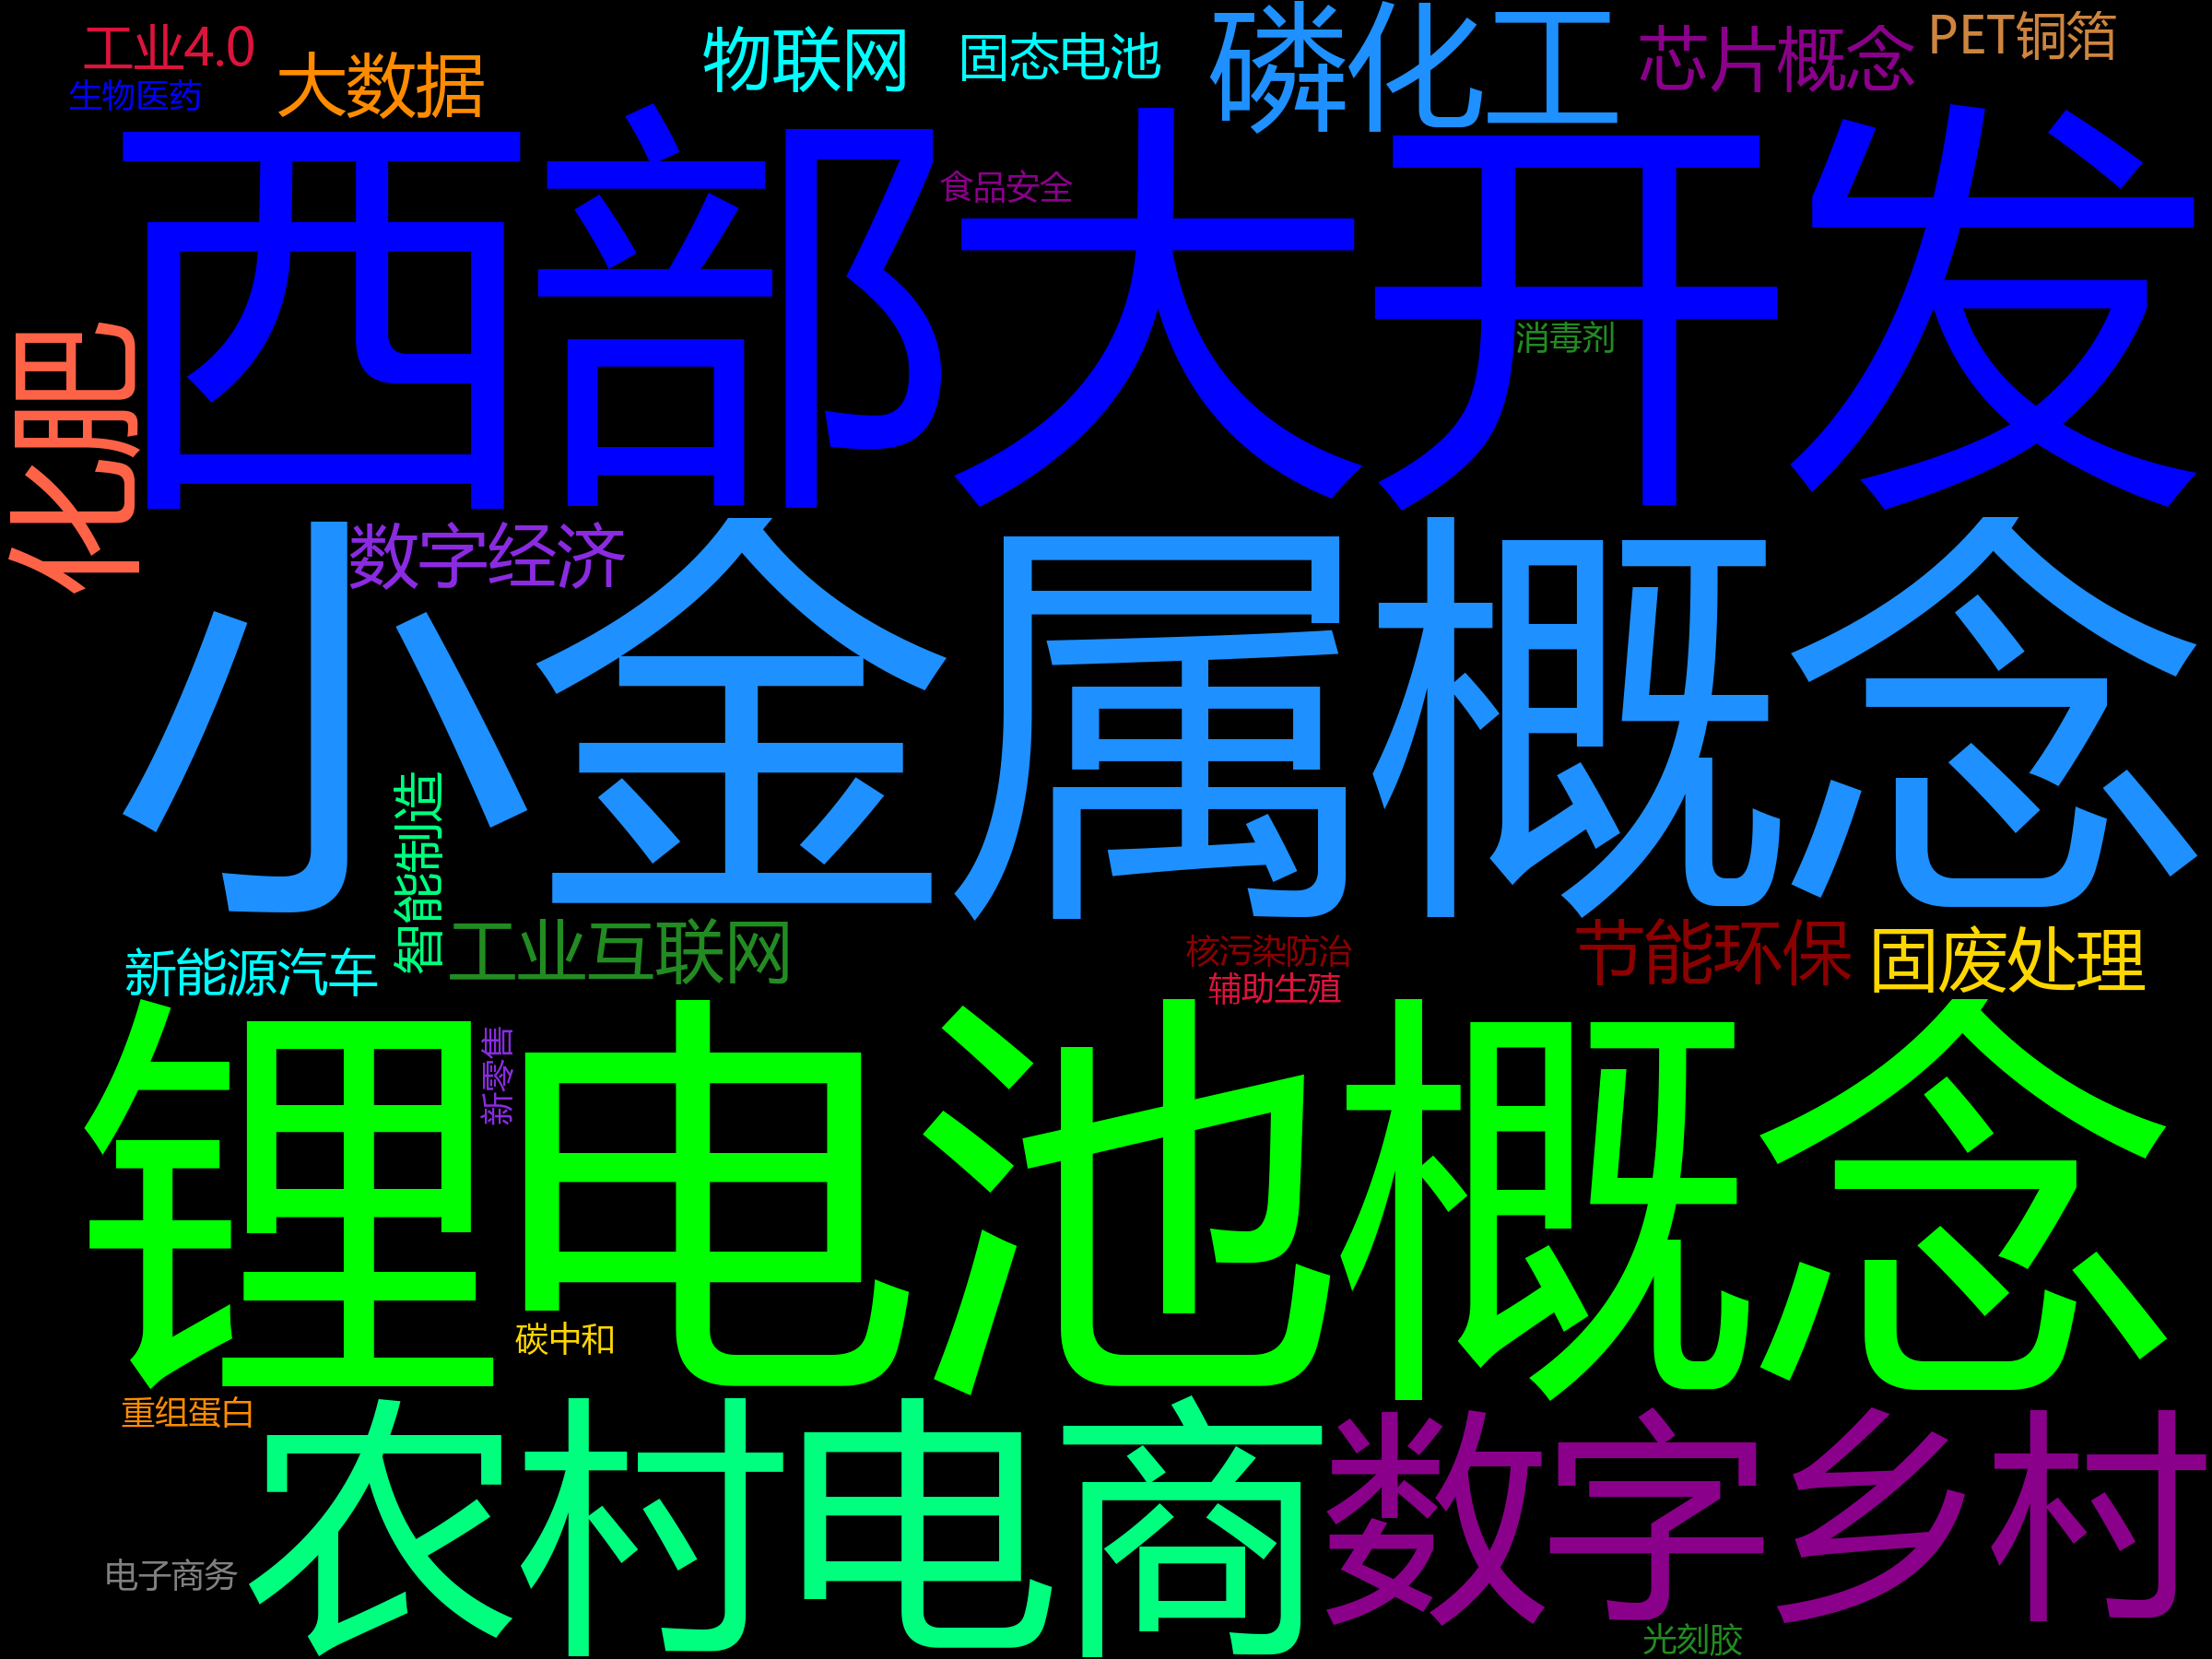 工业4.0
生物医药
大数据
物联网
固态电池
磷化工
芯片概念
PET铜箔
西部大开发
食品安全
消毒剂
化肥
数字经济
小金属概念
智能制造
新能源汽车
工业互联网
核污染防治
辅助生殖
节能环保
固废处理
锂电池概念
新零售
碳中和
重组蛋白
农村电商
数字乡村
电子商务
光刻胶